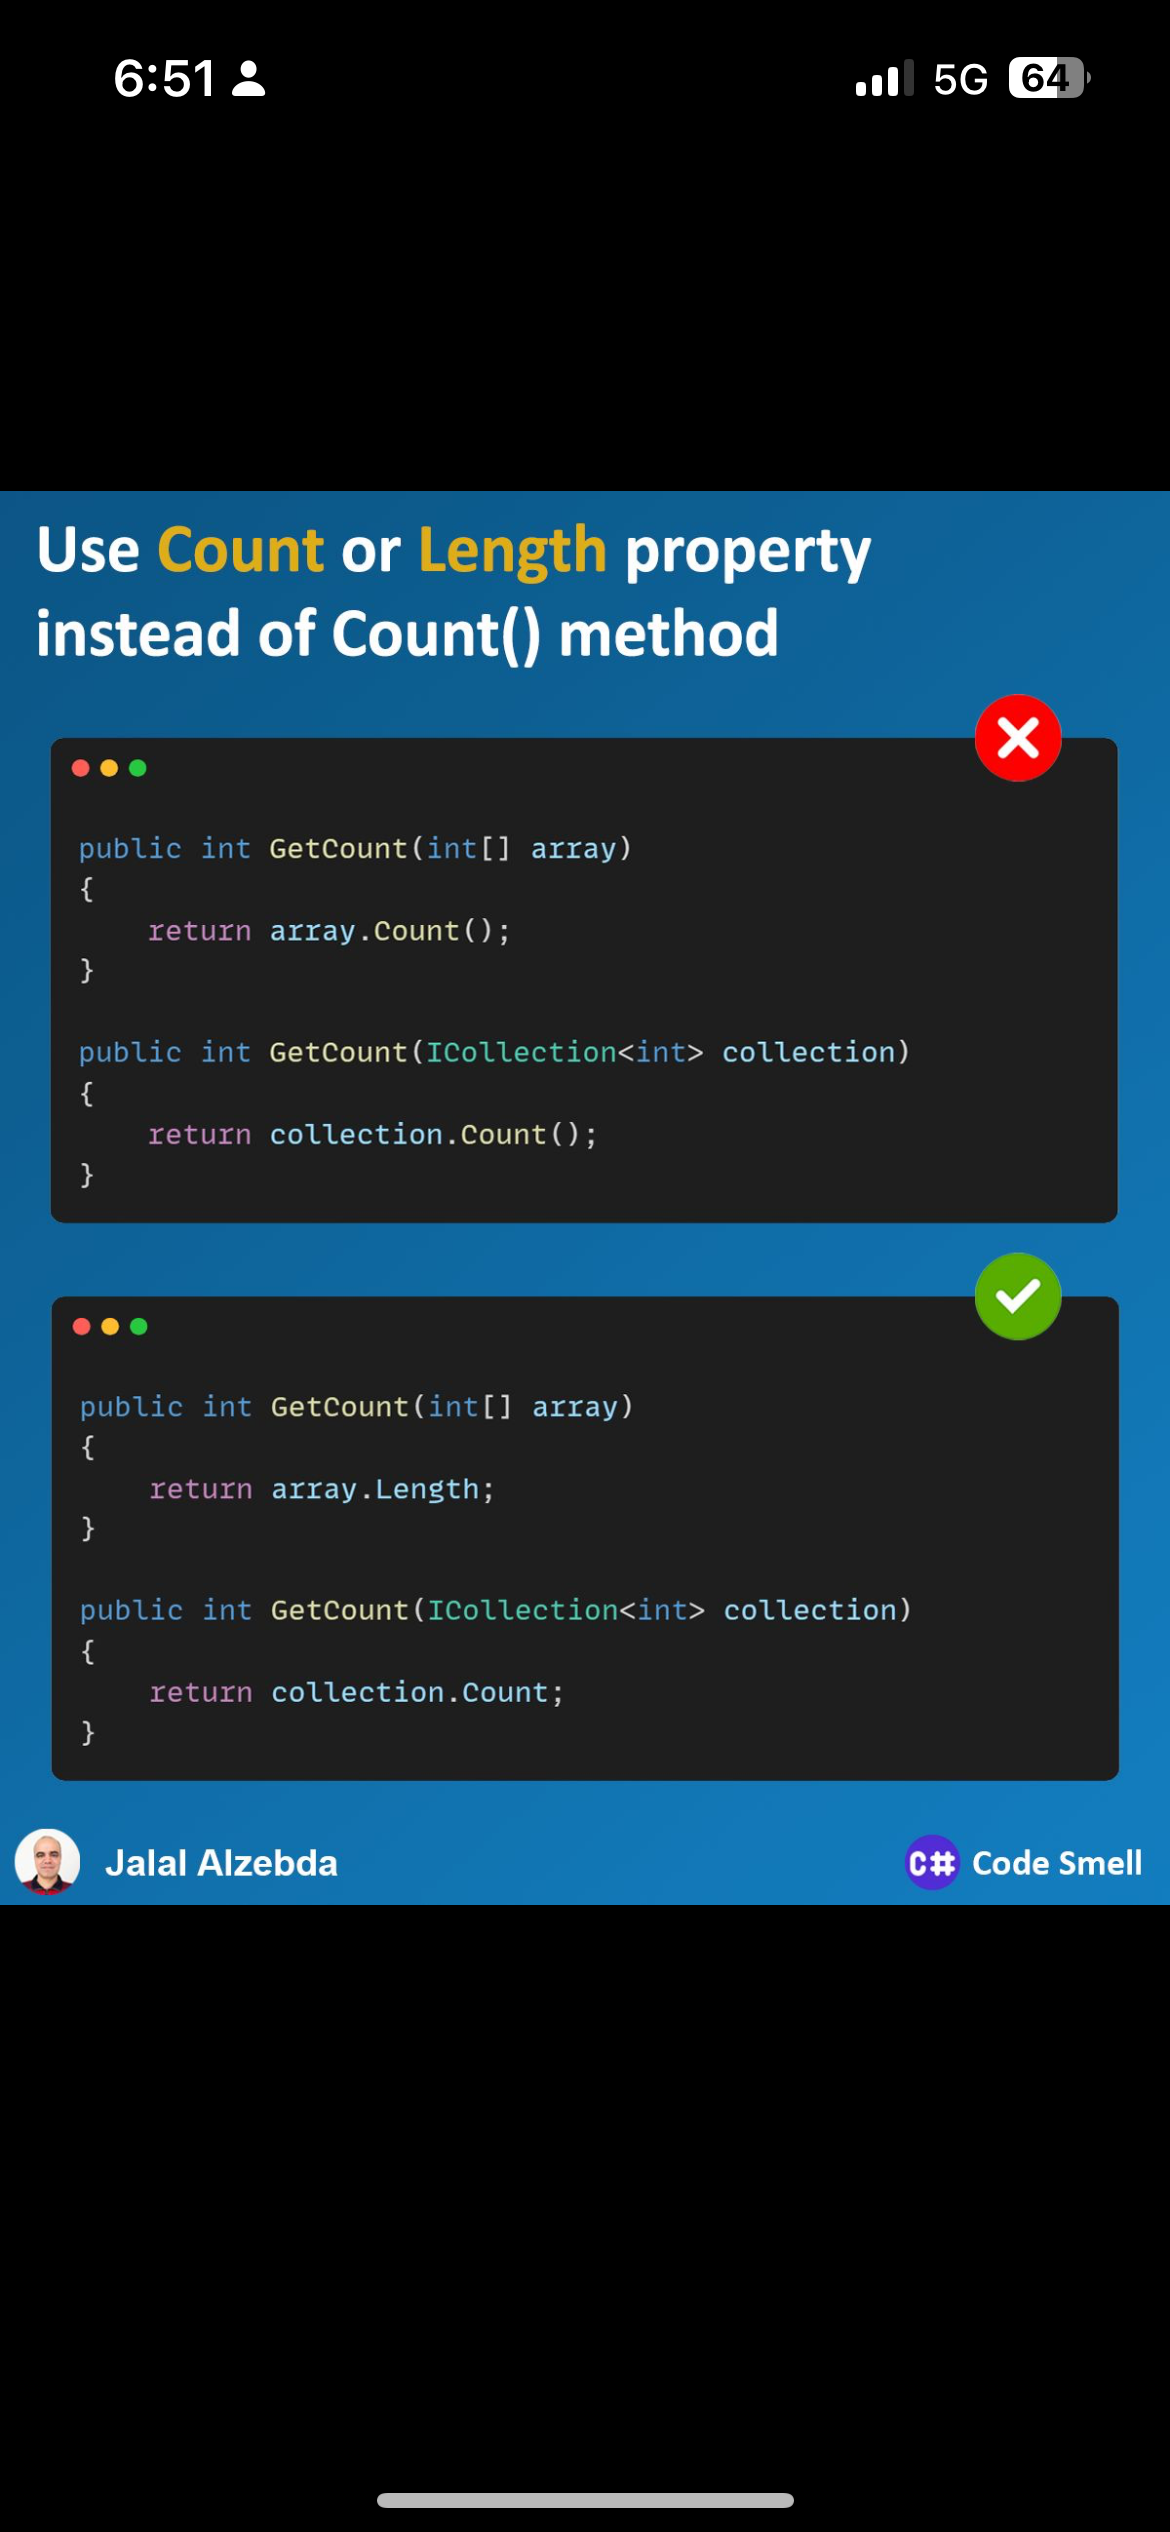 6:51
5G
64
Use Count or Length property
instead of Count() method
public int GetCount(int[] array)
{
    return array.Count();
}
public int GetCount(ICollection<int> collection)
{
    return collection.Count();
}
public int GetCount(int[] array)
{
    return array.Length;
}
public int GetCount(ICollection<int> collection)
{
    return collection.Count;
}
Jalal Alzebda
C# Code Smell